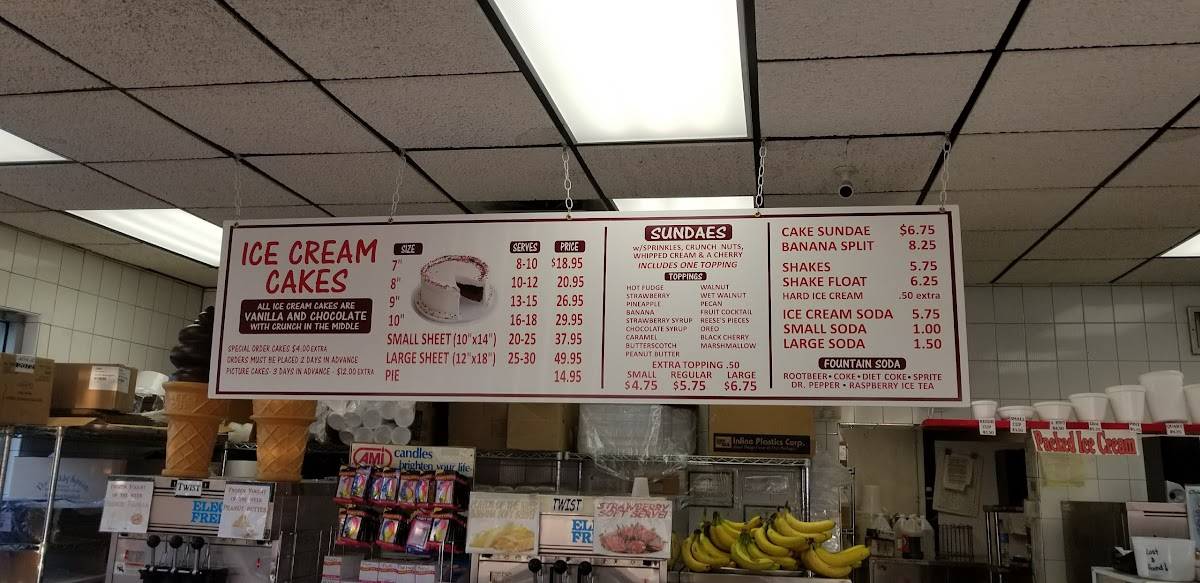 ICE CREAM
CAKES
ALL ICE CREAM CAKES ARE
VANILLA AND CHOCOLATE
WITH CRUNCH IN THE MIDDLE
SPECIAL ORDER CAKES $4.00 EXTRA
ORDERS MUST BE PLACED 2 DAYS IN ADVANCE
PICTURE CAKES- 3 DAYS IN ADVANCE - $12.00 EXTRA
SIZE SERVES PRICE
7" 8-10 $18.95
8" 10-12 20.95
9" 13-15 26.95
10" 16-18 29.95
SMALL SHEET (10"x14") 20-25 37.95
LARGE SHEET (12"x18") 25-30 49.95
PIE 14.95
SUNDAES
w/SPRINKLES, CRUNCH NUTS,
WHIPPED CREAM & A CHERRY
INCLUDES ONE TOPPING
TOPPINGS
HOT FUDGE WALNUT
STRAWBERRY WET WALNUT
PINEAPPLE PECAN
BANANA FRUIT COCKTAIL
STRAWBERRY SYRUP REESE'S PIECES
CHOCOLATE SYRUP OREO
CARAMEL BLACK CHERRY
BUTTERSCOTCH MARSHMALLOW
PEANUT BUTTER
EXTRA TOPPING .50
SMALL REGULAR LARGE
$4.75 $5.75 $6.75
CAKE SUNDAE $6.75
BANANA SPLIT 8.25
SHAKES 5.75
SHAKE FLOAT 6.25
HARD ICE CREAM .50 extra
ICE CREAM SODA 5.75
SMALL SODA 1.00
LARGE SODA 1.50
FOUNTAIN SODA
ROOTBEER • COKE • DIET COKE • SPRITE
DR. PEPPER • RASPBERRY ICE TEA
Packed Ice Cream
Inline Plastics Corp.
AMI candles
brighten your life
TWIST
ELE
FRE
TWIST
EL
FR
STRAWBERRY